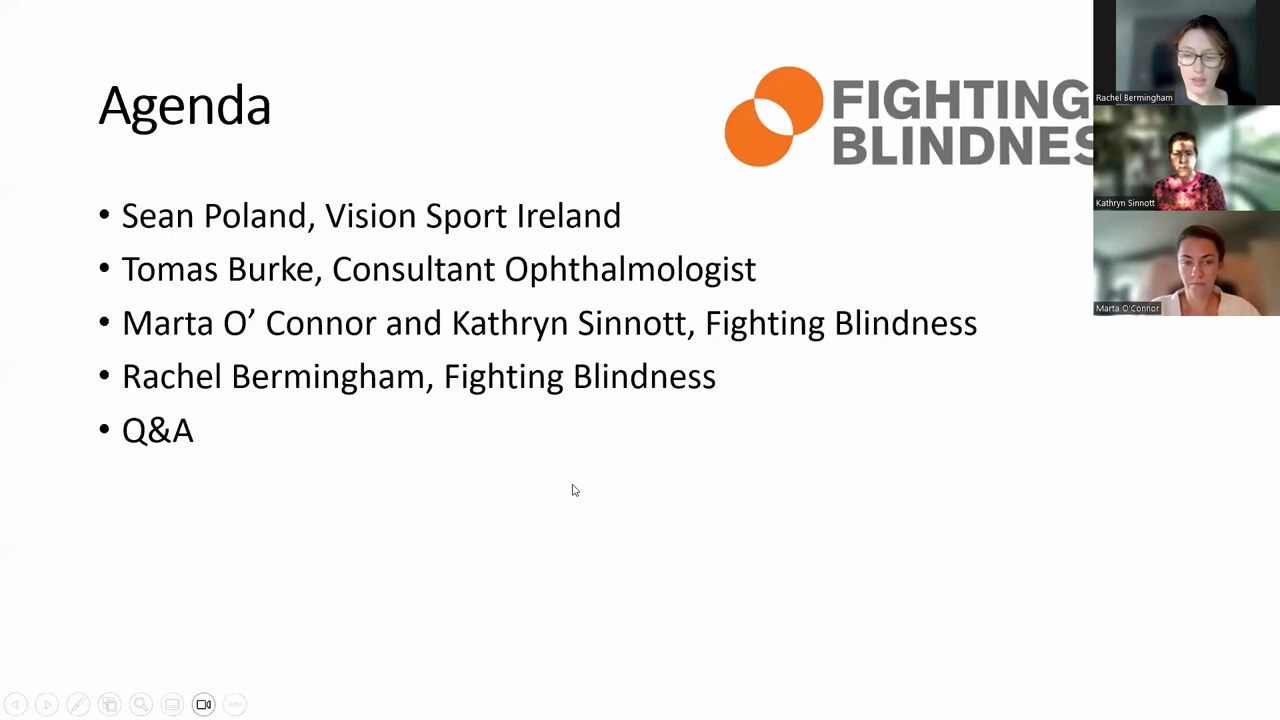 Agenda
FIGHTING
BLINDNES
• Sean Poland, Vision Sport Ireland
• Tomas Burke, Consultant Ophthalmologist
• Marta O’ Connor and Kathryn Sinnott, Fighting Blindness
• Rachel Bermingham, Fighting Blindness
• Q&A
Rachel Bermingham
Kathryn Sinnott
Marta O'Connor